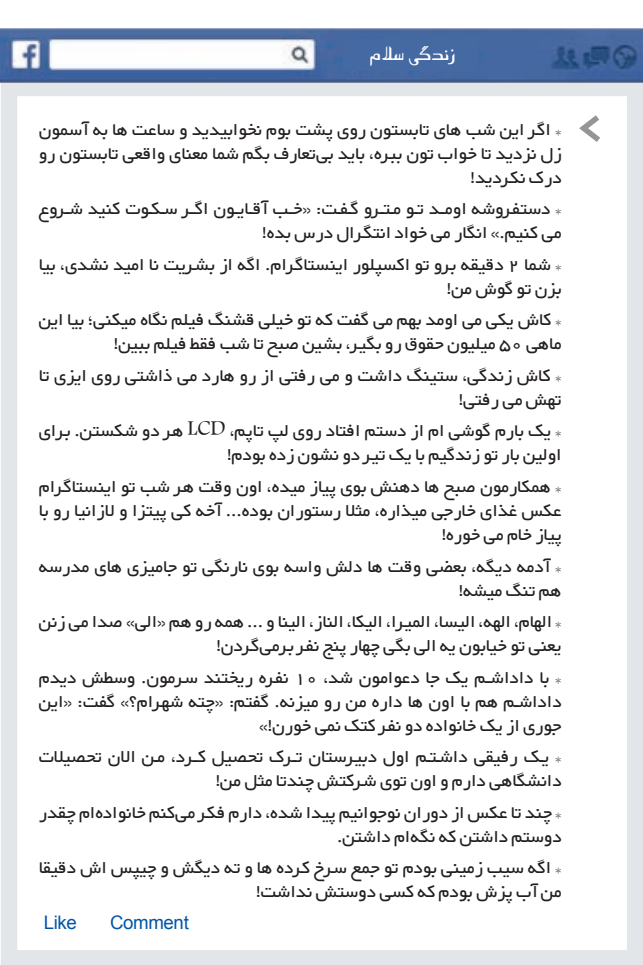 f
زندگی سلام
* اگر این شب های تابستون روی پشت بوم نخوابیدید و ساعت ها به آسمون
زل نزدید تا خواب تون ببره، باید بی‌تعارف بگم شما معنای واقعی تابستون رو
درک نکردید!
* دستفروشه اومد تو مترو گفت: «خب آقایون اگر سکوت کنید شروع
می کنیم.» انگار می خواد انتگرال درس بده!
* شما ۲ دقیقه برو تو اکسپلور اینستاگرام. اگه از بشریت نا امید نشدی، بیا
بزن تو گوش من!
* کاش یکی می اومد بهم می گفت که تو خیلی قشنگ فیلم نگاه میکنی؛ بیا این
ماهی ۵۰ میلیون حقوق رو بگیر، بشین صبح تا شب فقط فیلم ببین!
* کاش زندگی، ستینگ داشت و می رفتی از رو هارد می ذاشتی روی ایزی تا
تهش می رفتی!
* یک بارم گوشی ام از دستم افتاد روی لپ تاپم، LCD هر دو شکستن. برای
اولین بار تو زندگیم با یک تیر دو نشون زده بودم!
* همکارمون صبح ها دهنش بوی پیاز میده، اون وقت هر شب تو اینستاگرام
عکس غذای خارجی میذاره، مثلا رستوران بوده... آخه کی پیتزا و لازانیا رو با
پیاز خام می خوره!
* آدمه دیگه، بعضی وقت ها دلش واسه بوی نارنگی تو جامیزی های مدرسه
هم تنگ میشه!
* الهام، الهه، الیسا، المیرا، الیکا، الناز، الینا و ... همه رو هم «الی» صدا می زنن
یعنی تو خیابون یه الی بگی چهار پنج نفر برمی‌گردن!
* با داداشم یک جا دعوامون شد، ۱۰ نفره ریختند سرمون. وسطش دیدم
داداشم هم با اون ها داره من رو میزنه. گفتم: «چته شهرام؟» گفت: «این
جوری از یک خانواده دو نفر کتک نمی خورن!»
* یک رفیقی داشتم اول دبیرستان ترک تحصیل کرد، من الان تحصیلات
دانشگاهی دارم و اون توی شرکتش چندتا مثل من!
* چند تا عکس از دوران نوجوانیم پیدا شده، دارم فکر می‌کنم خانواده‌ام چقدر
دوستم داشتن که نگه‌ام داشتن.
* اگه سیب زمینی بودم تو جمع سرخ کرده ها و ته دیگش و چیپس اش دقیقا
من آب پزش بودم که کسی دوستش نداشت!
Like Comment